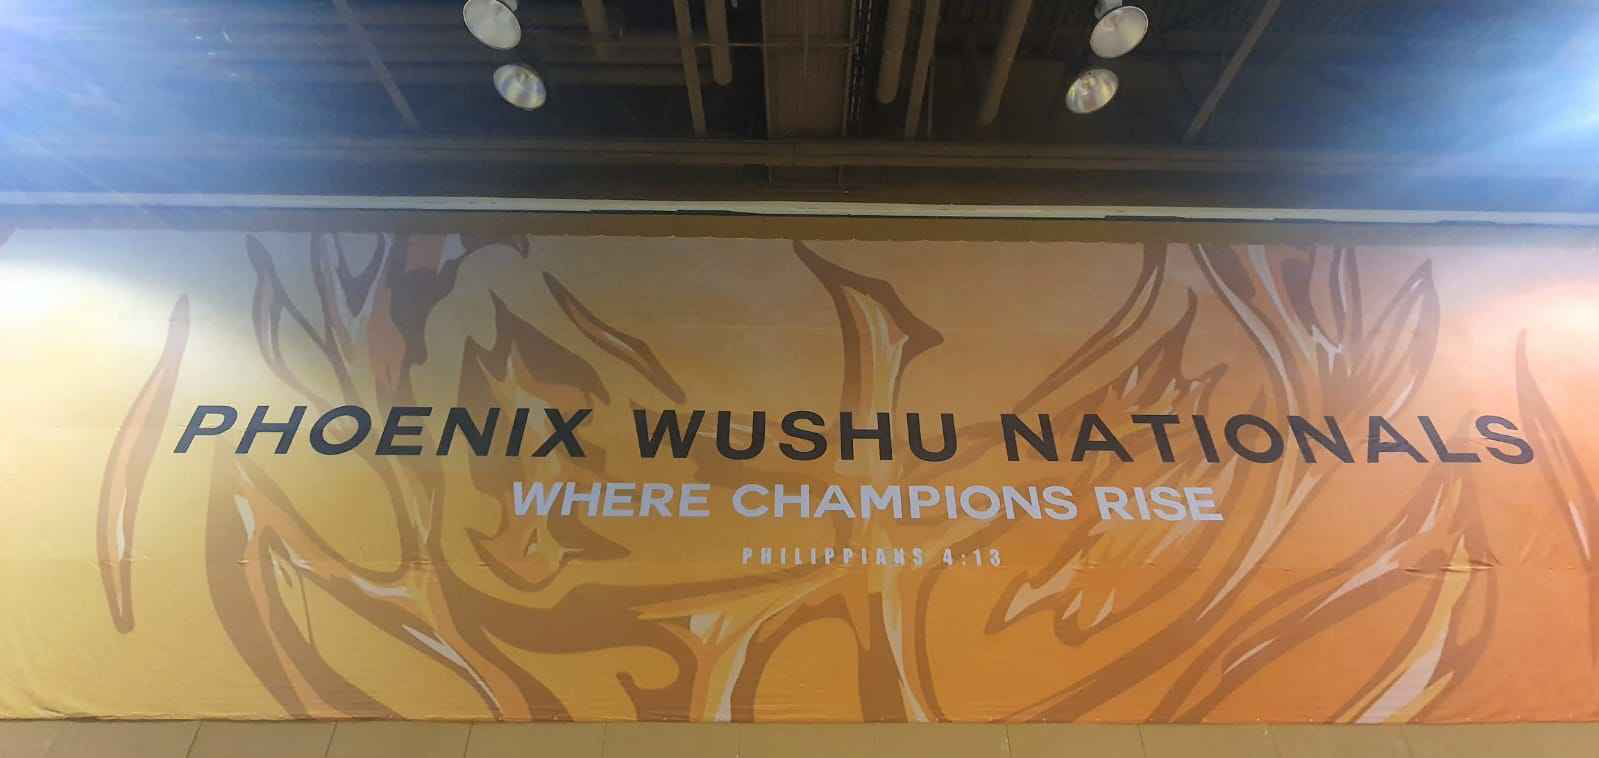 PHOENIX WUSHU NATIONALS
WHERE CHAMPIONS RISE
PHILIPPIANS 4:13